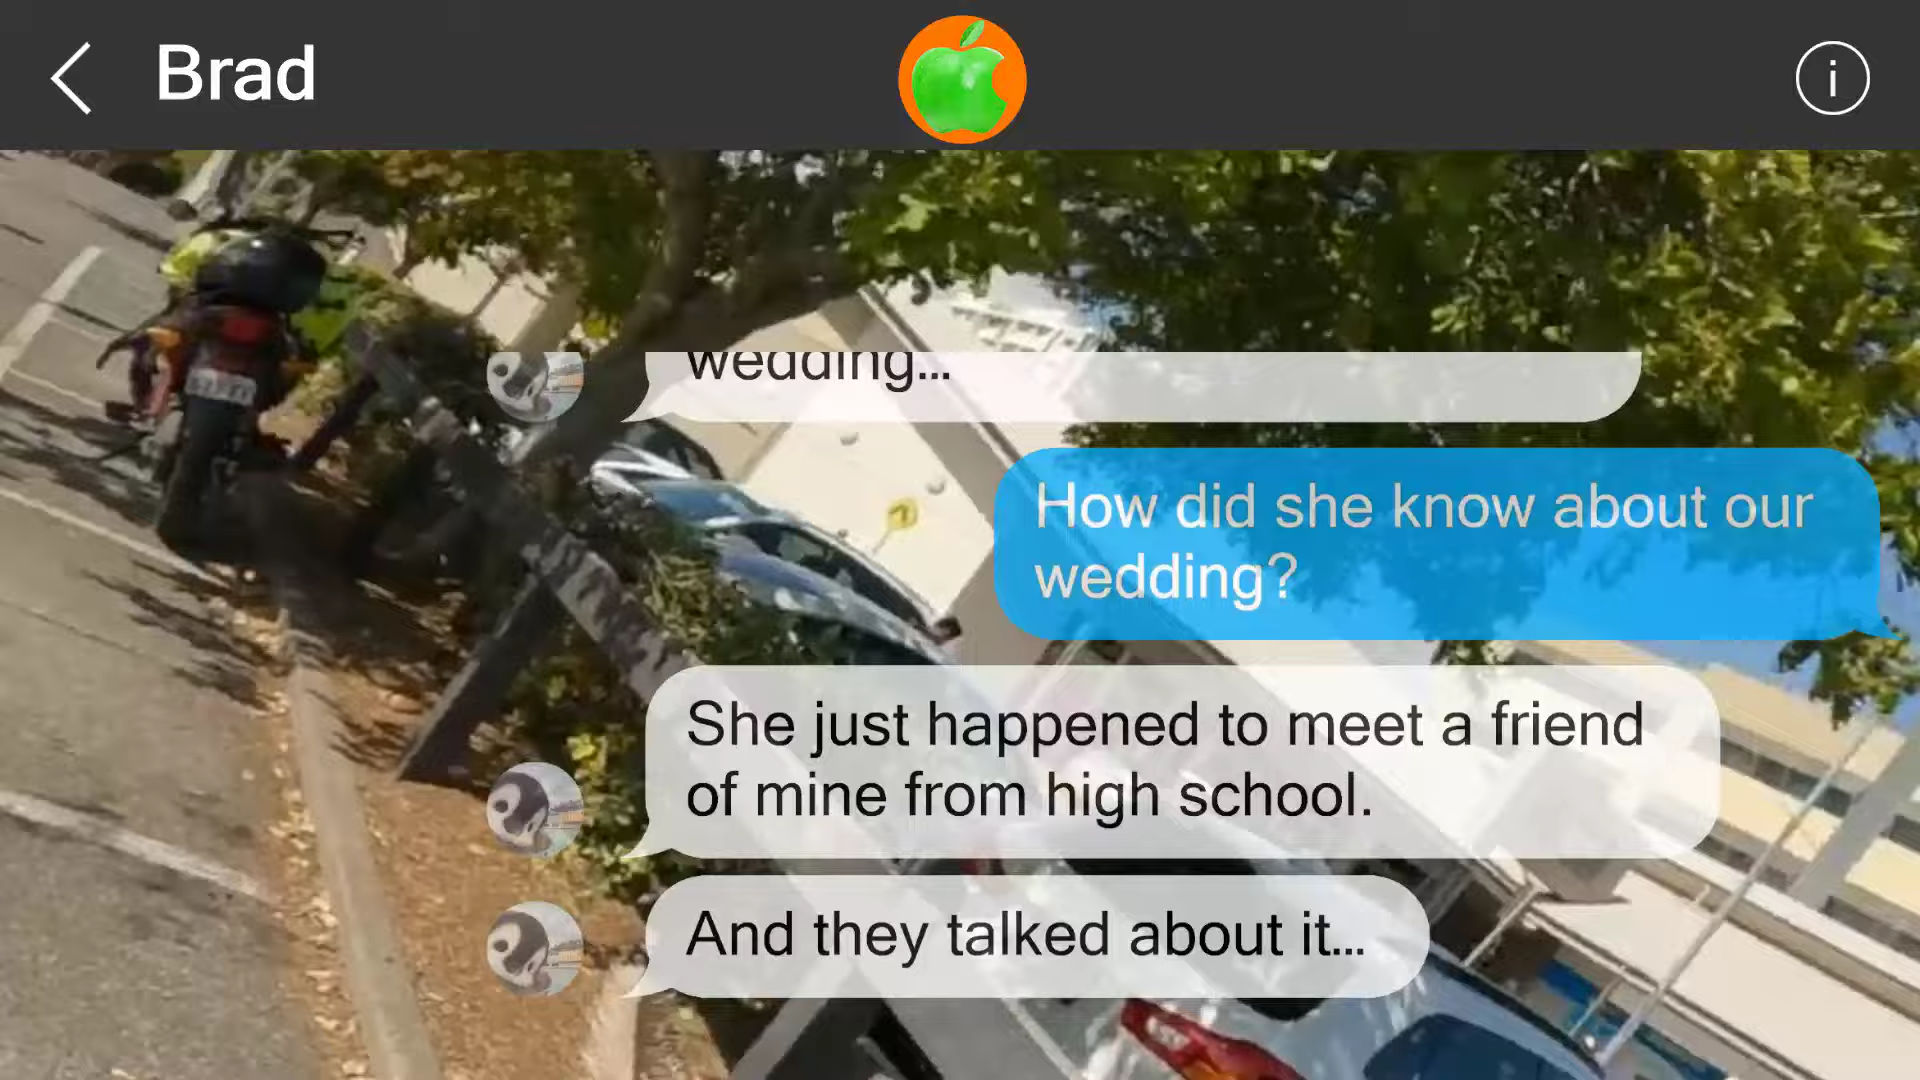 Brad
wedding...
How did she know about our
wedding?
She just happened to meet a friend
of mine from high school.
And they talked about it...